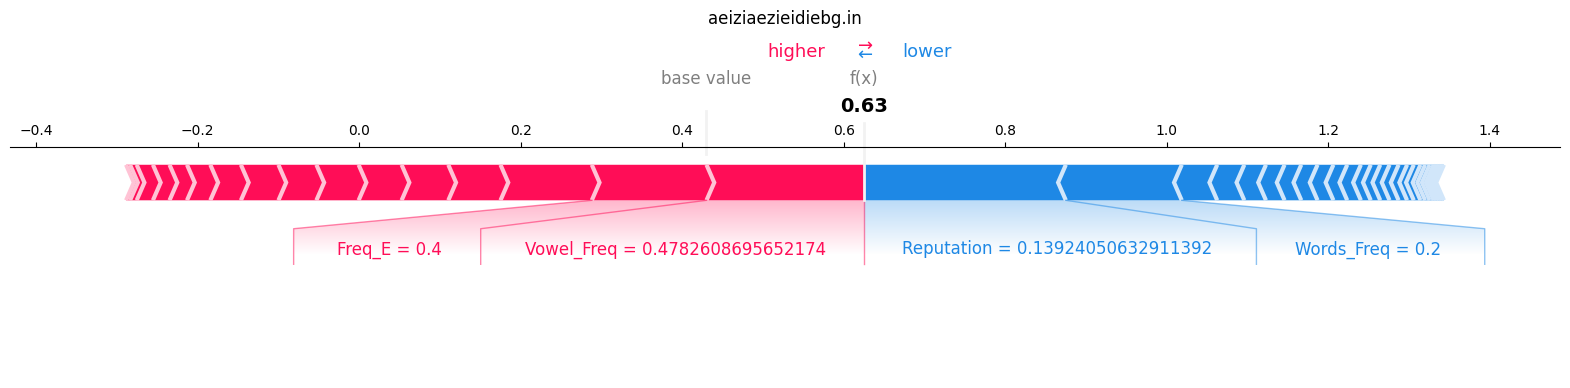 aeiziaezieidiebg.in
higher ⇄ lower
base value f(x)
0.63
−0.4 −0.2 0.0 0.2 0.4 0.6 0.8 1.0 1.2 1.4
Freq_E = 0.4 Vowel_Freq = 0.4782608695652174 Reputation = 0.13924050632911392 Words_Freq = 0.2